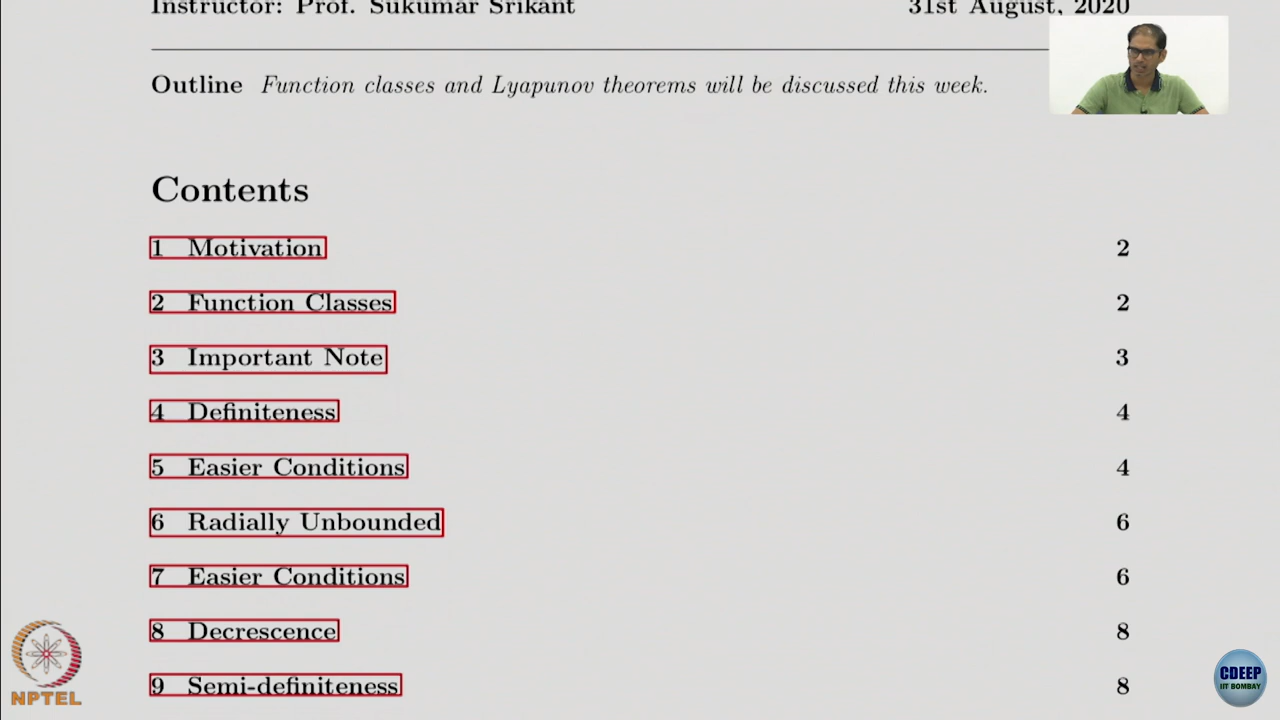 Instructor: Prof. Sukumar Srikant 31st August, 2020
Outline Function classes and Lyapunov theorems will be discussed this week.
Contents
1 Motivation 2
2 Function Classes 2
3 Important Note 3
4 Definiteness 4
5 Easier Conditions 4
6 Radially Unbounded 6
7 Easier Conditions 6
8 Decrescence 8
9 Semi-definiteness 8
NPTEL
CDEEP
IIT BOMBAY